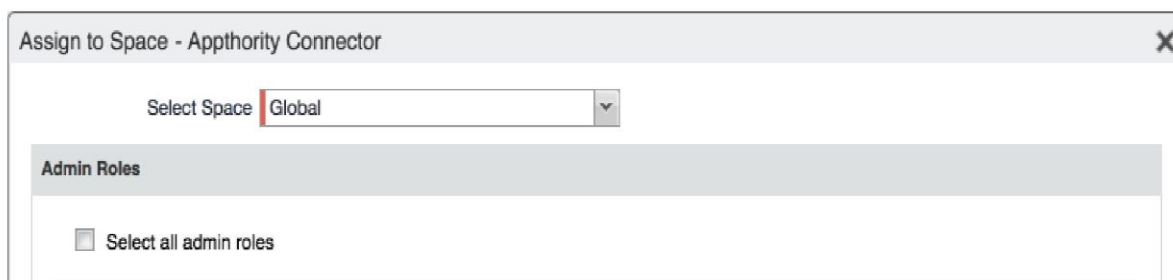 Assign to Space - Appthority Connector
Select Space Global
Admin Roles
Select all admin roles